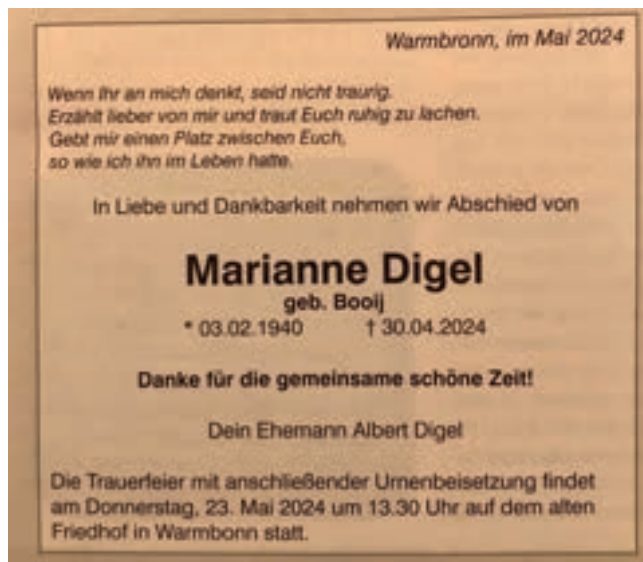 Warmbronn, im Mai 2024
Wenn Ihr an mich denkt, seid nicht traurig.
Erzählt lieber von mir und traut Euch ruhig zu lachen.
Gebt mir einen Platz zwischen Euch,
so wie ich ihn im Leben hatte.
In Liebe und Dankbarkeit nehmen wir Abschied von
Marianne Digel
geb. Booij
* 03.02.1940 † 30.04.2024
Danke für die gemeinsame schöne Zeit!
Dein Ehemann Albert Digel
Die Trauerfeier mit anschließender Urnenbeisetzung findet
am Donnerstag, 23. Mai 2024 um 13.30 Uhr auf dem alten
Friedhof in Warmbonn statt.